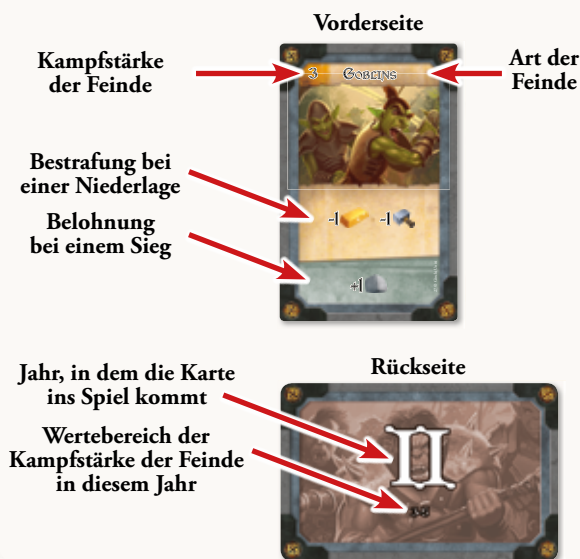 Vorderseite
Kampfstärke
der Feinde
3
Goblins
Art der
Feinde
Bestrafung bei
einer Niederlage
-1 -1
Belohnung
bei einem Sieg
+1
Rückseite
Jahr, in dem die Karte
ins Spiel kommt
II
Wertebereich der
Kampfstärke der Feinde
in diesem Jahr